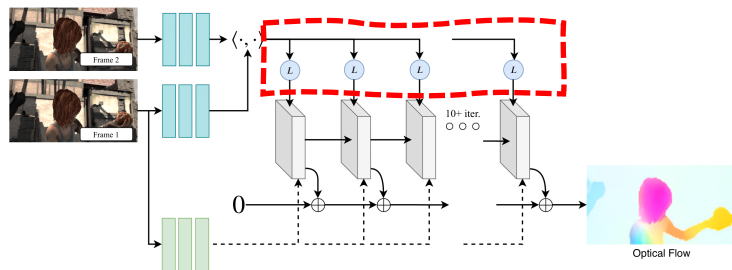 Frame 2
⟨·,·⟩
L L L L
Frame 1
10+ iter.
0
Optical Flow